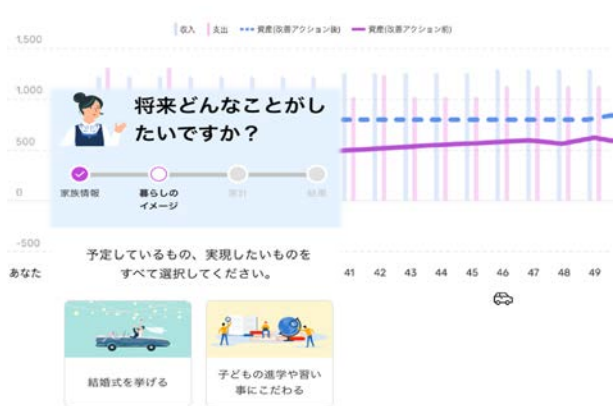 収入 支出 資産(改善アクション後) 資産(改善アクション前)
1,500
1,000
500
0
-500
将来どんなことがし
たいですか？
家族情報 暮らしの 家計 結果
イメージ
予定しているもの、実現したいものを
すべて選択してください。
あなた 41 42 43 44 45 46 47 48 49
結婚式を挙げる
子どもの進学や習い
事にこだわる